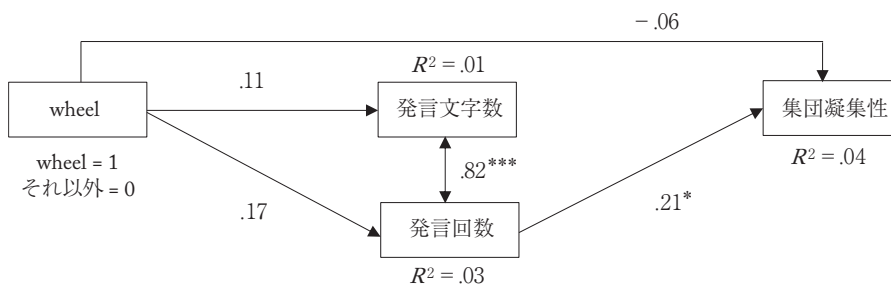 −.06
R² = .01
.11
wheel
発言文字数
集団凝集性
wheel = 1
それ以外 = 0
.82***
R² = .04
.17
.21*
発言回数
R² = .03